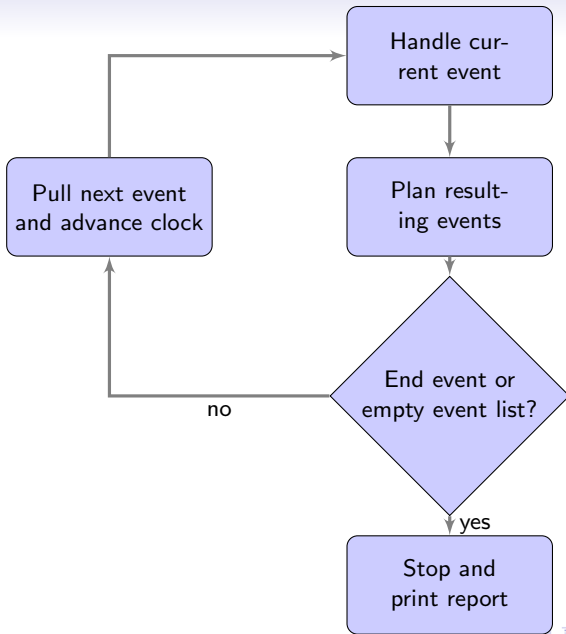 Handle cur-
rent event
Pull next event
and advance clock
Plan result-
ing events
End event or
empty event list?
no
yes
Stop and
print report